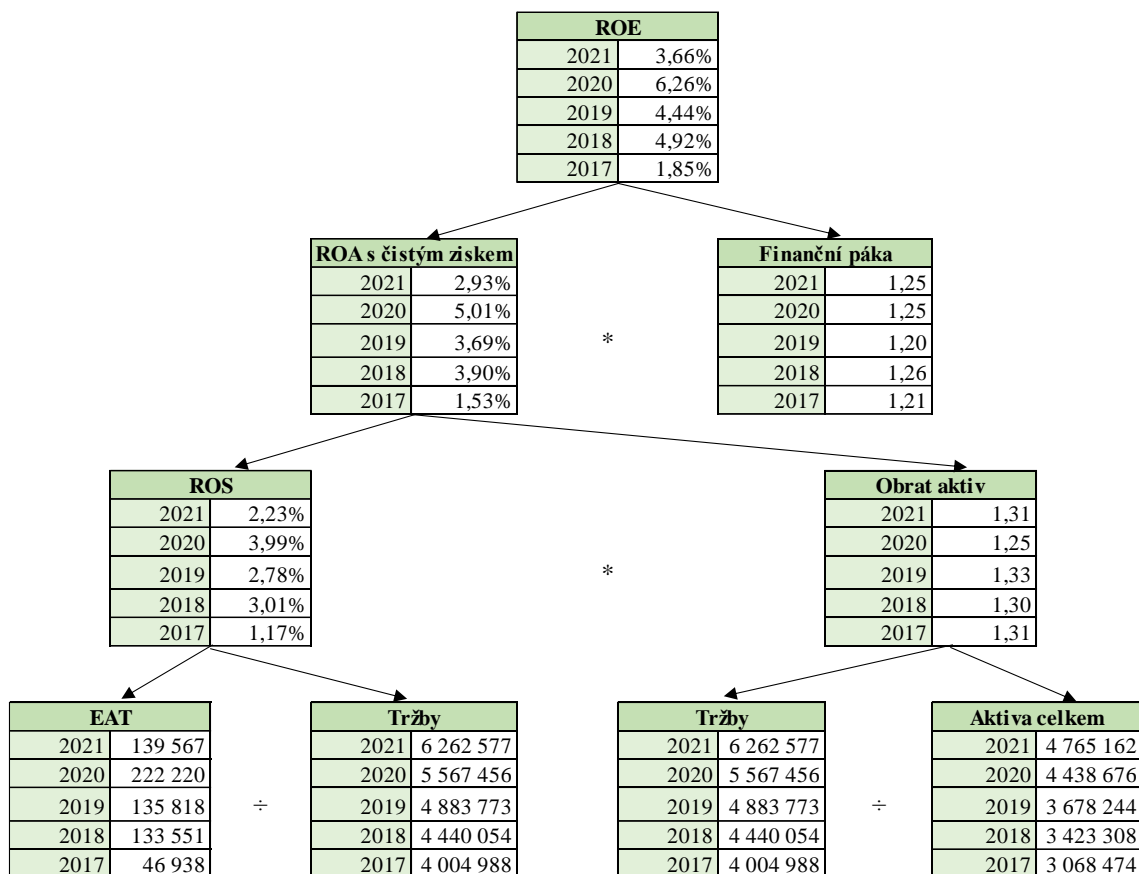 ROE
2021 3,66%
2020 6,26%
2019 4,44%
2018 4,92%
2017 1,85%
ROA s čistým ziskem Finanční páka
2021 2,93% 2021 1,25
2020 5,01% 2020 1,25
2019 3,69% * 2019 1,20
2018 3,90% 2018 1,26
2017 1,53% 2017 1,21
ROS Obrat aktiv
2021 2,23% 2021 1,31
2020 3,99% 2020 1,25
2019 2,78% * 2019 1,33
2018 3,01% 2018 1,30
2017 1,17% 2017 1,31
EAT Tržby Tržby Aktiva celkem
2021 139 567 2021 6 262 577 2021 6 262 577 2021 4 765 162
2020 222 220 2020 5 567 456 2020 5 567 456 2020 4 438 676
2019 135 818 ÷ 2019 4 883 773 2019 4 883 773 ÷ 2019 3 678 244
2018 133 551 2018 4 440 054 2018 4 440 054 2018 3 423 308
2017 46 938 2017 4 004 988 2017 4 004 988 2017 3 068 474